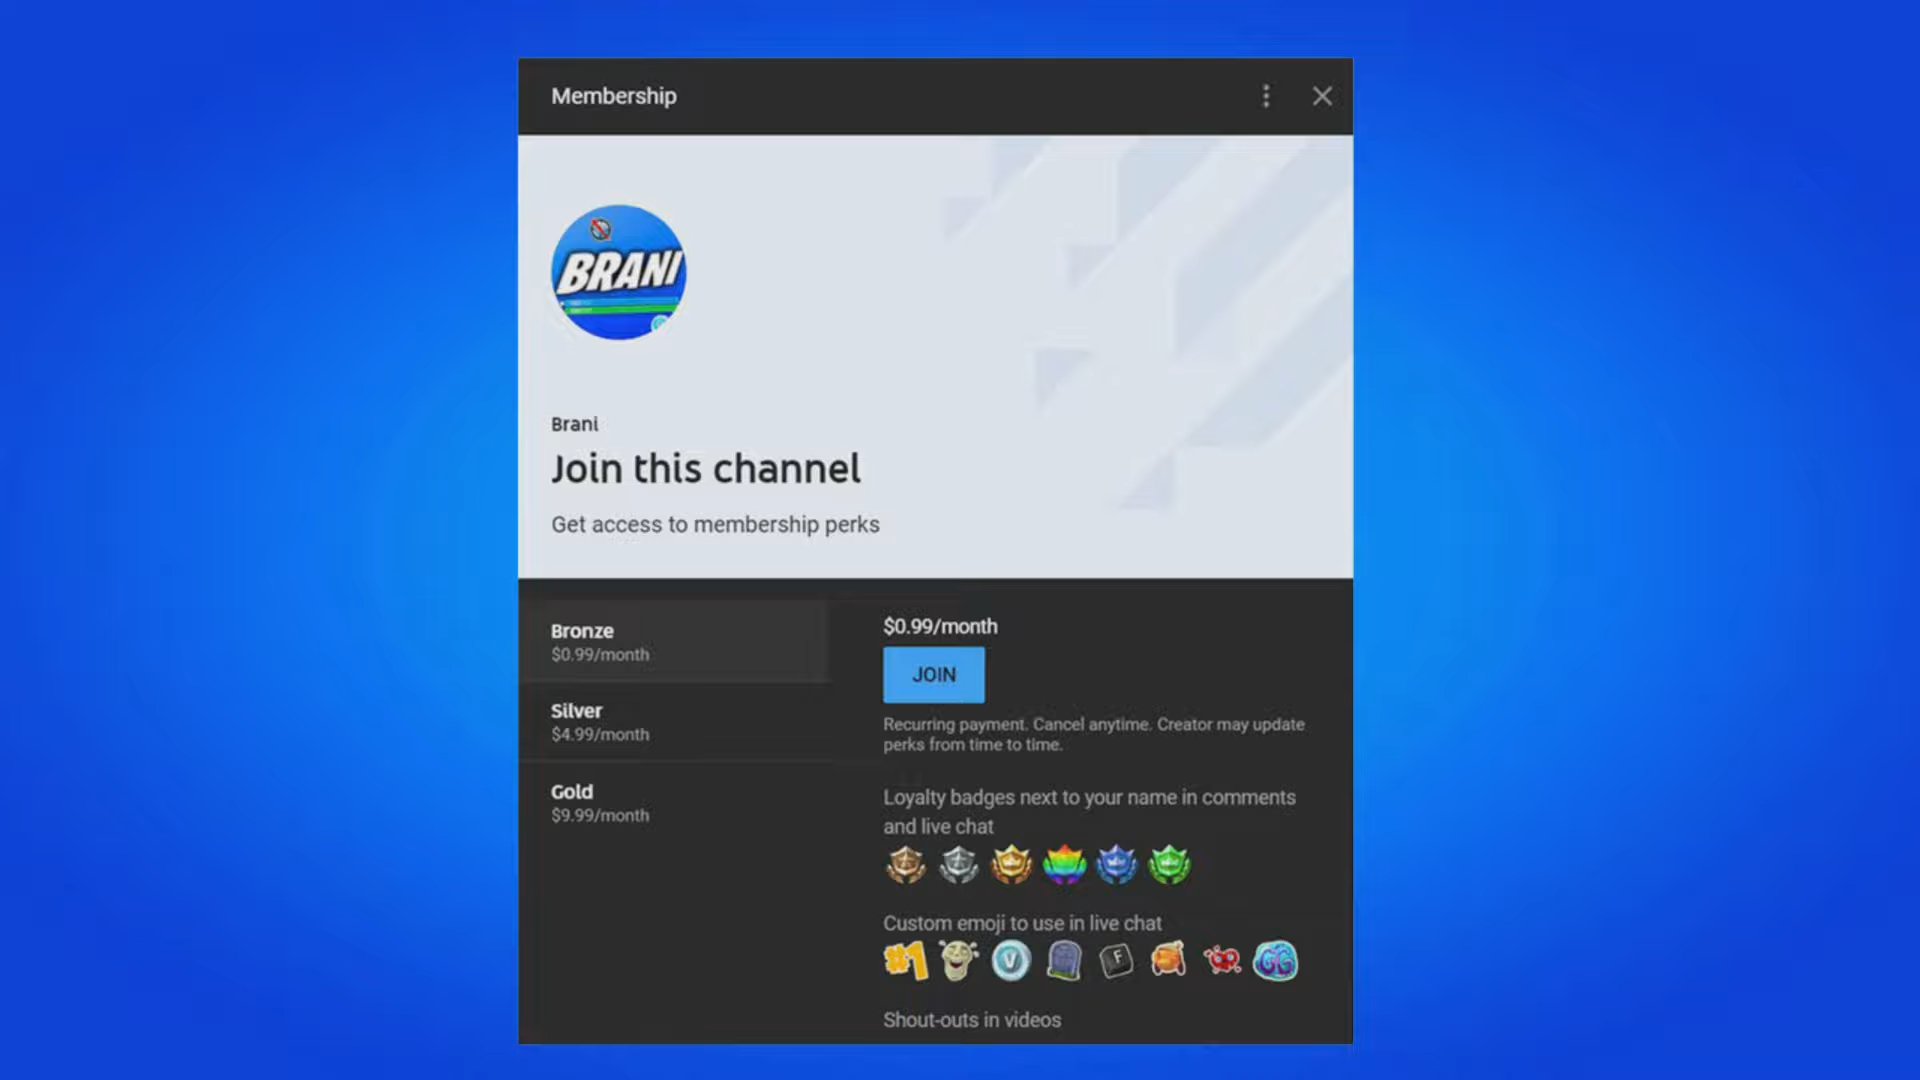 Membership
BRANI
Brani
Join this channel
Get access to membership perks
Bronze
$0.99/month
Silver
$4.99/month
Gold
$9.99/month
$0.99/month
JOIN
Recurring payment. Cancel anytime. Creator may update
perks from time to time.
Loyalty badges next to your name in comments
and live chat
Custom emoji to use in live chat
#1
V
F
GG
Shout-outs in videos